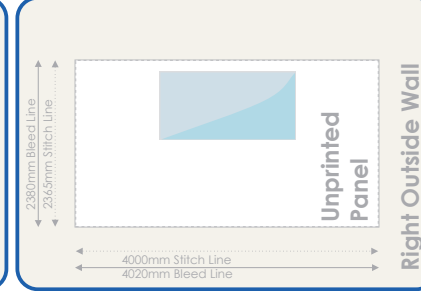 2380mm Bleed Line
2365mm Stitch Line
Unprinted
Panel
Right Outside Wall
4000mm Stitch Line
4020mm Bleed Line